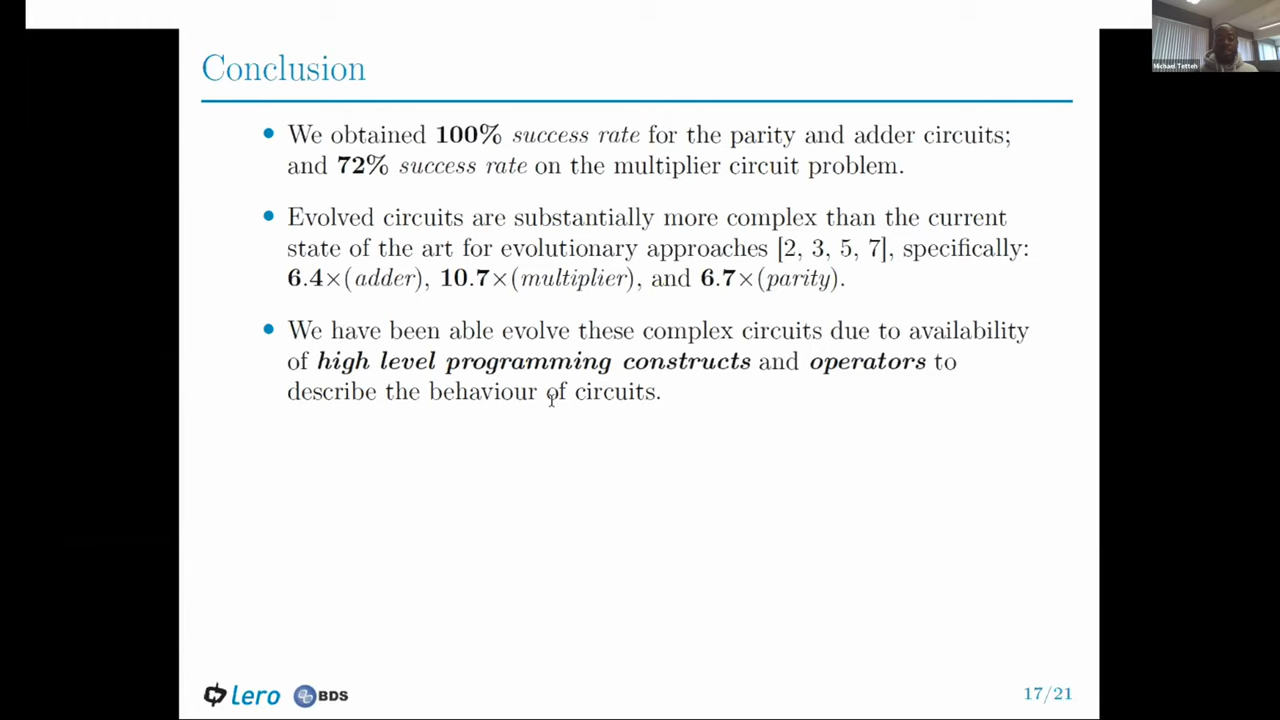 Michael Tetteh
Conclusion
• We obtained 100% success rate for the parity and adder circuits;
and 72% success rate on the multiplier circuit problem.
• Evolved circuits are substantially more complex than the current
state of the art for evolutionary approaches [2, 3, 5, 7], specifically:
6.4×(adder), 10.7×(multiplier), and 6.7×(parity).
• We have been able evolve these complex circuits due to availability
of high level programming constructs and operators to
describe the behaviour of circuits.
Lero BDS
17/21